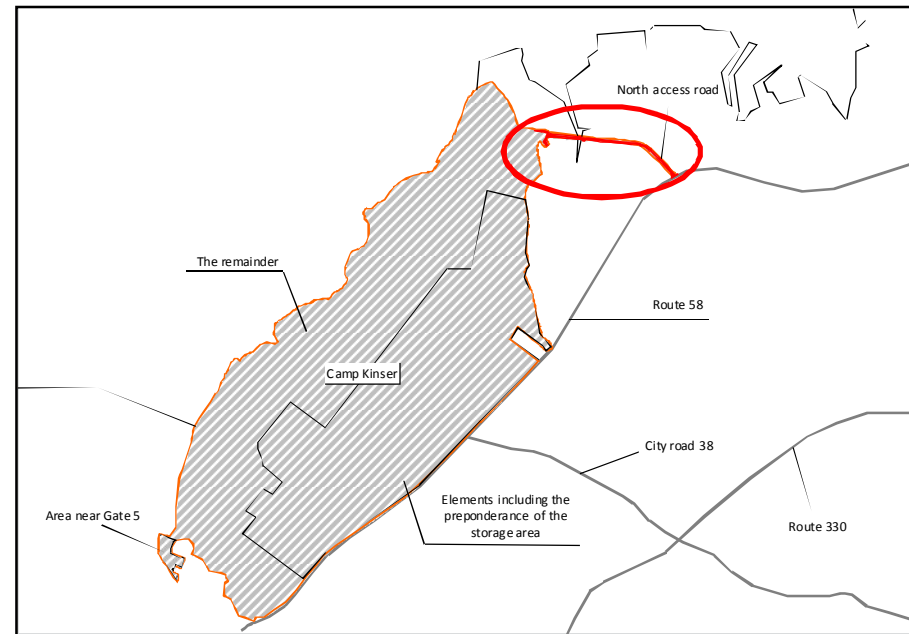 North access road
The remainder
Route 58
Camp Kinser
City road 38
Elements including the
preponderance of the
storage area
Area near Gate 5
Route 330